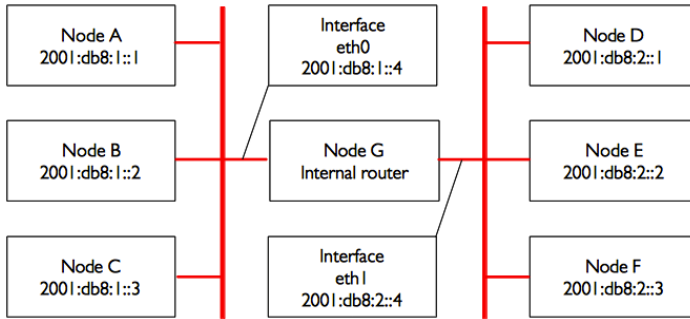 Node A
2001:db8:1::1
Interface
eth0
2001:db8:1::4
Node D
2001:db8:2::1
Node B
2001:db8:1::2
Node G
Internal router
Node E
2001:db8:2::2
Node C
2001:db8:1::3
Interface
eth1
2001:db8:2::4
Node F
2001:db8:2::3